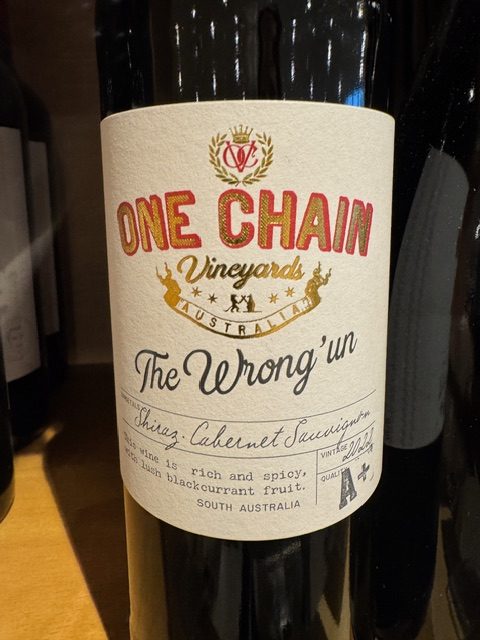 OVC
ONE CHAIN
Vineyards
AUSTRALIA
The Wrong'un
Shiraz. Cabernet Sauvignon
This wine is rich and spicy,
with lush blackcurrant fruit.
SOUTH AUSTRALIA
VINTAGE
QUALITY
A+